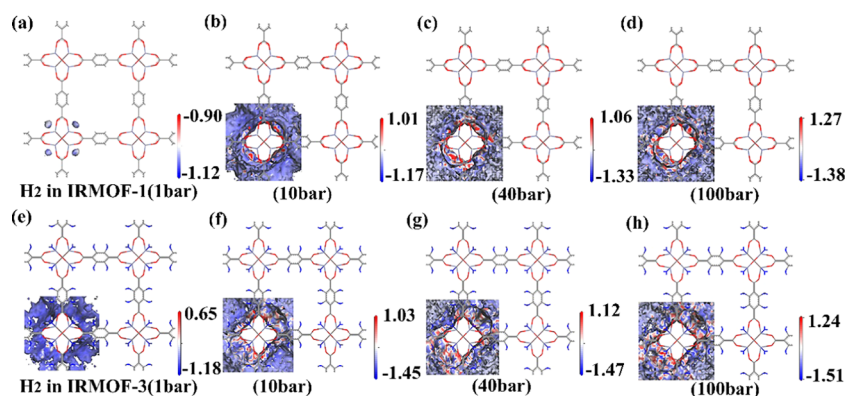 (a)
(b)
(c)
(d)
-0.90
-1.12
1.01
-1.17
1.06
-1.33
1.27
-1.38
H2 in IRMOF-1(1bar)
(10bar)
(40bar)
(100bar)
(e)
(f)
(g)
(h)
0.65
-1.18
1.03
-1.45
1.12
-1.47
1.24
-1.51
H2 in IRMOF-3(1bar)
(10bar)
(40bar)
(100bar)